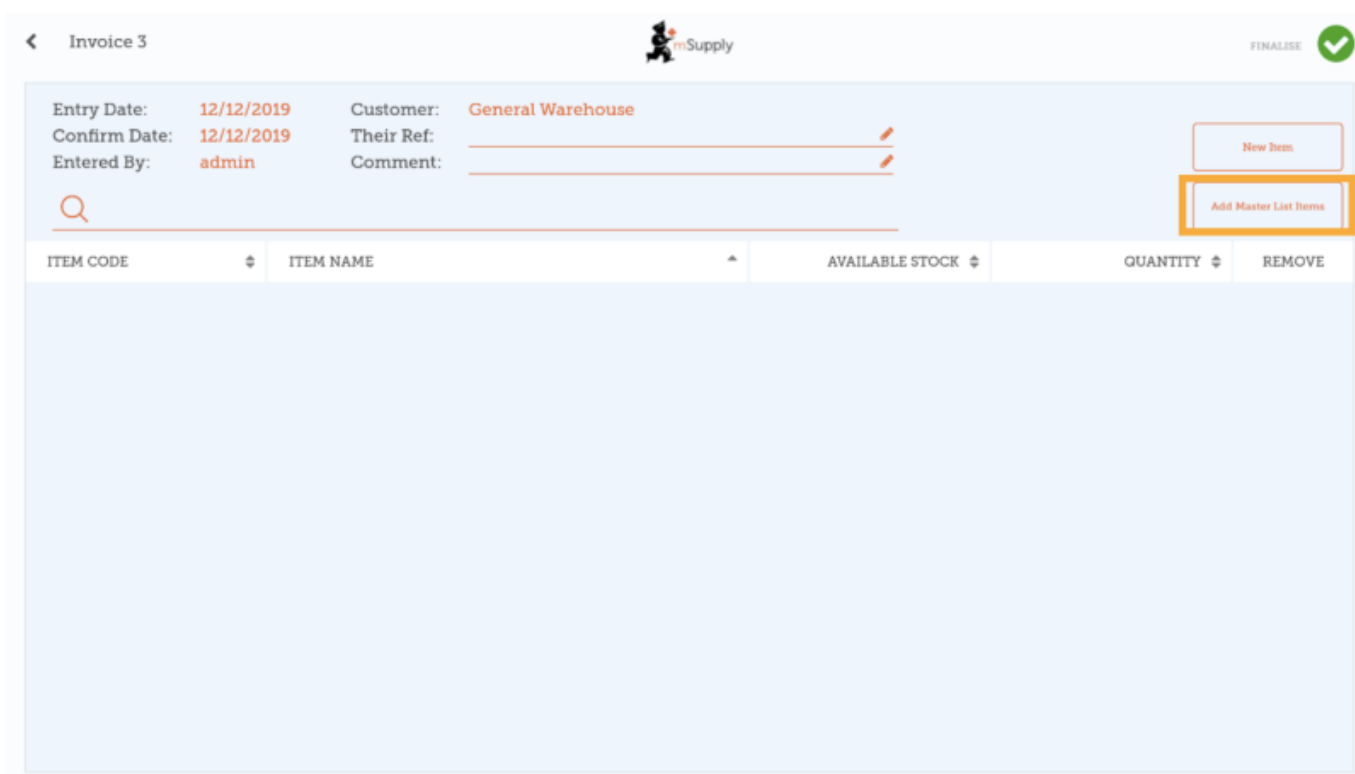 Invoice 3
mSupply
FINALISE
Entry Date: 12/12/2019 Customer: General Warehouse
Confirm Date: 12/12/2019 Their Ref:
Entered By: admin Comment:
New Item
Add Master List Items
ITEM CODE ITEM NAME AVAILABLE STOCK QUANTITY REMOVE